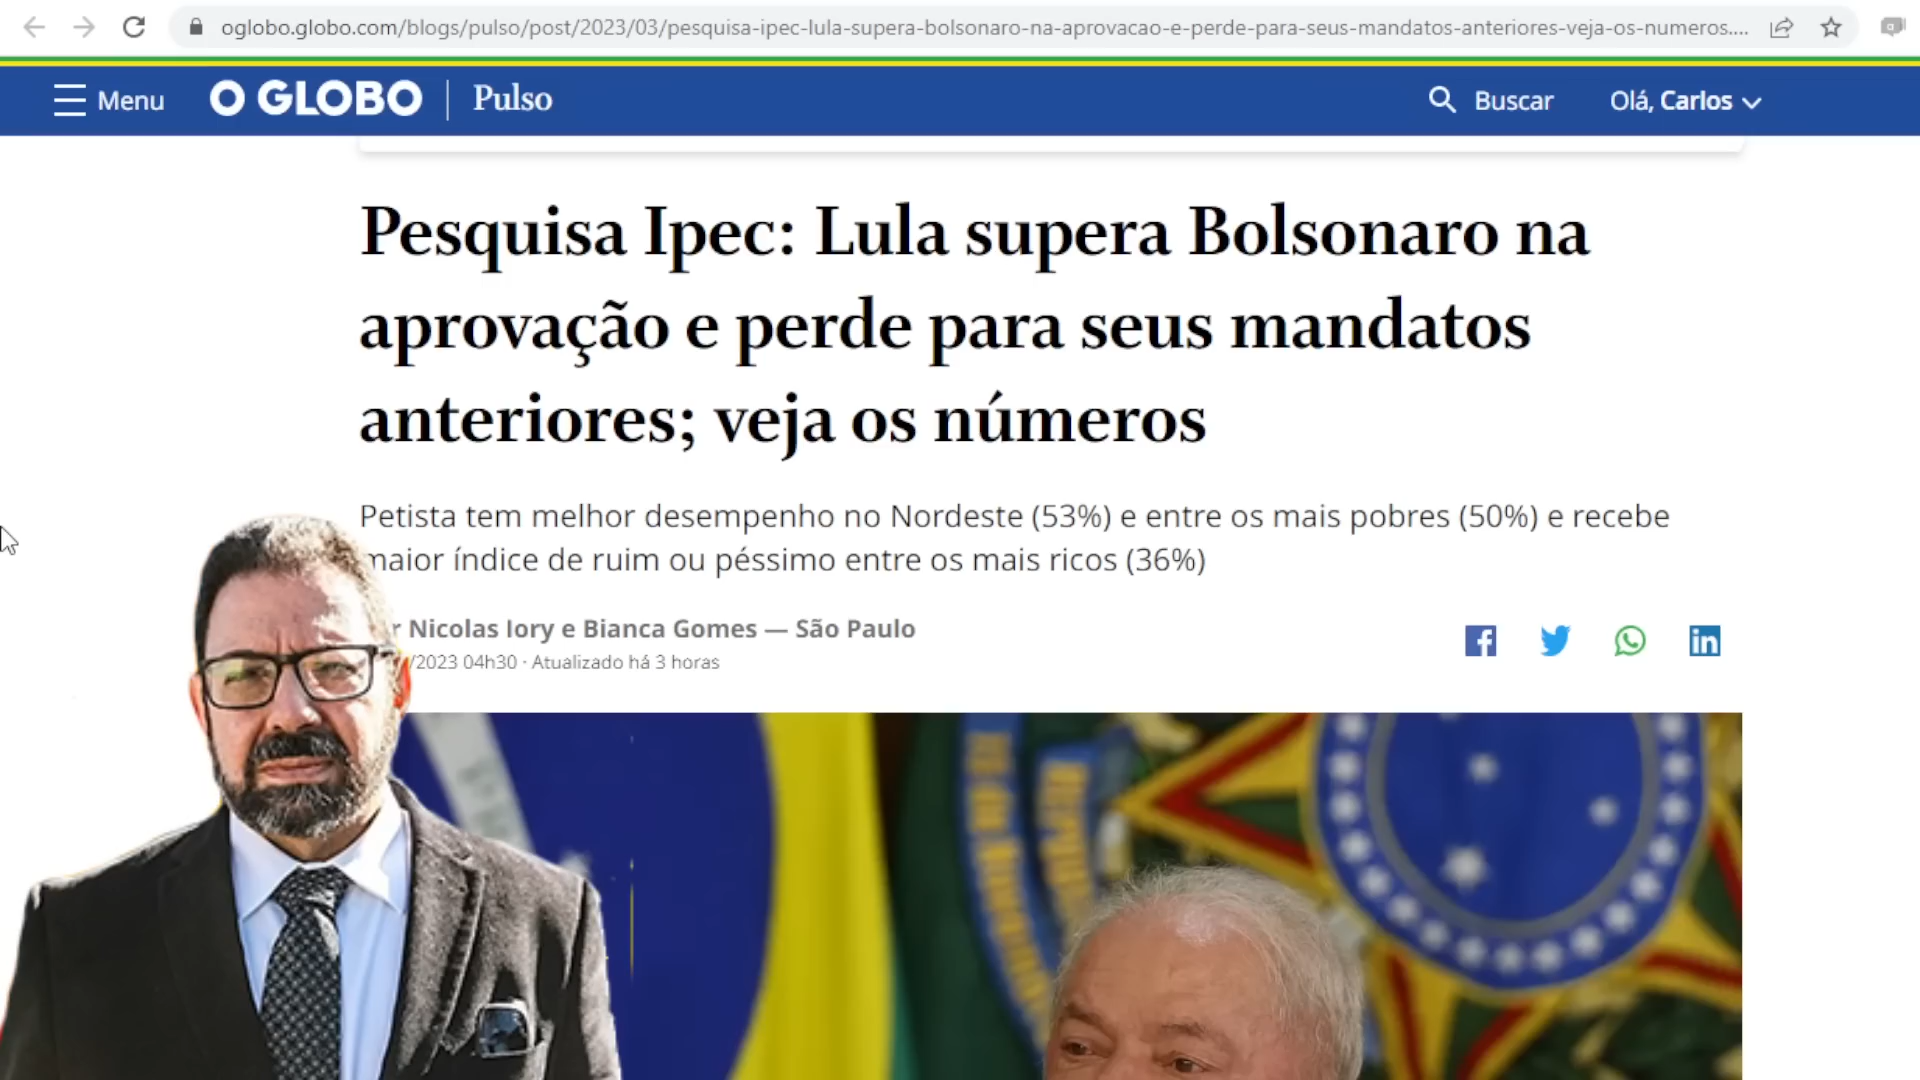 oglobo.globo.com/blogs/pulso/post/2023/03/pesquisa-ipec-lula-supera-bolsonaro-na-aprovacao-e-perde-para-seus-mandatos-anteriores-veja-os-numeros....
Menu O GLOBO | Pulso Buscar Olá, Carlos
Pesquisa Ipec: Lula supera Bolsonaro na
aprovação e perde para seus mandatos
anteriores; veja os números
Petista tem melhor desempenho no Nordeste (53%) e entre os mais pobres (50%) e recebe
maior índice de ruim ou péssimo entre os mais ricos (36%)
r Nicolas Iory e Bianca Gomes — São Paulo
/2023 04h30 · Atualizado há 3 horas